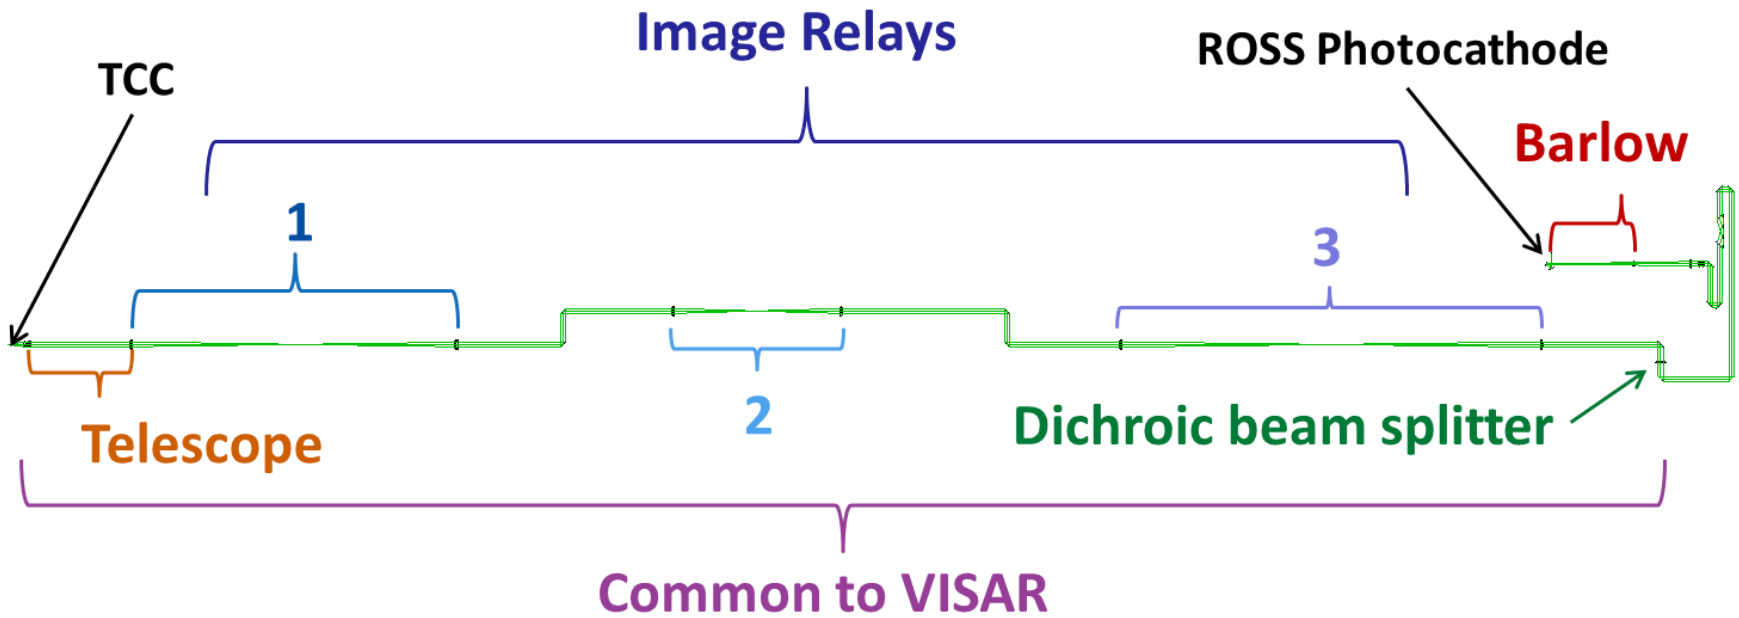 Image Relays
ROSS Photocathode
TCC
Barlow
1
3
2
Dichroic beam splitter
Telescope
Common to VISAR